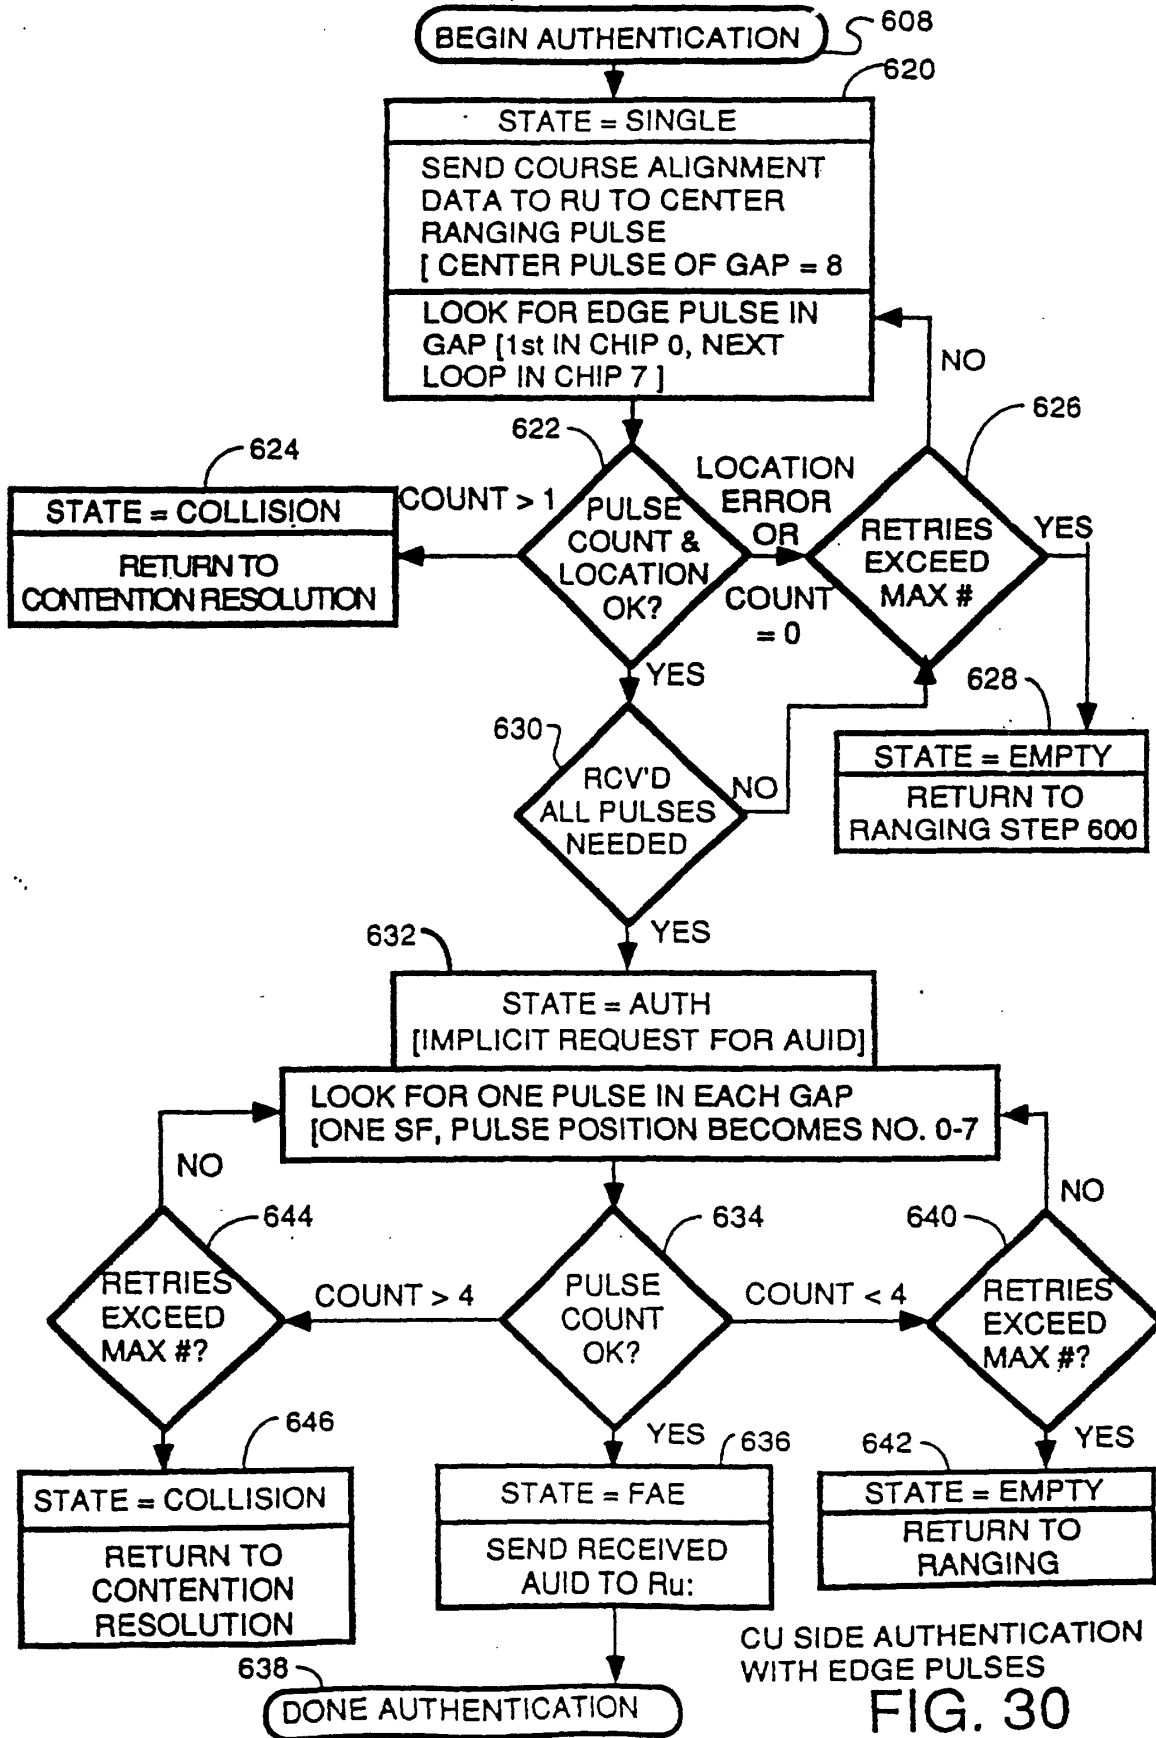 BEGIN AUTHENTICATION
608
620
STATE = SINGLE
SEND COURSE ALIGNMENT
DATA TO RU TO CENTER
RANGING PULSE
[ CENTER PULSE OF GAP = 8
LOOK FOR EDGE PULSE IN
GAP [1st IN CHIP 0, NEXT
LOOP IN CHIP 7 ]
NO
622
626
624
STATE = COLLISION
RETURN TO
CONTENTION RESOLUTION
COUNT > 1
PULSE
COUNT &
LOCATION
OK?
LOCATION
ERROR
OR
COUNT
= 0
RETRIES
EXCEED
MAX #
YES
YES
628
STATE = EMPTY
RETURN TO
RANGING STEP 600
630
RCV'D
ALL PULSES
NEEDED
NO
YES
632
STATE = AUTH
[IMPLICIT REQUEST FOR AUID]
LOOK FOR ONE PULSE IN EACH GAP
[ONE SF, PULSE POSITION BECOMES NO. 0-7
NO
NO
644
634
640
RETRIES
EXCEED
MAX #?
COUNT > 4
PULSE
COUNT
OK?
COUNT < 4
RETRIES
EXCEED
MAX #?
646
YES
636
642
YES
STATE = COLLISION
RETURN TO
CONTENTION
RESOLUTION
STATE = FAE
SEND RECEIVED
AUID TO Ru:
STATE = EMPTY
RETURN TO
RANGING
638
DONE AUTHENTICATION
CU SIDE AUTHENTICATION
WITH EDGE PULSES
FIG. 30